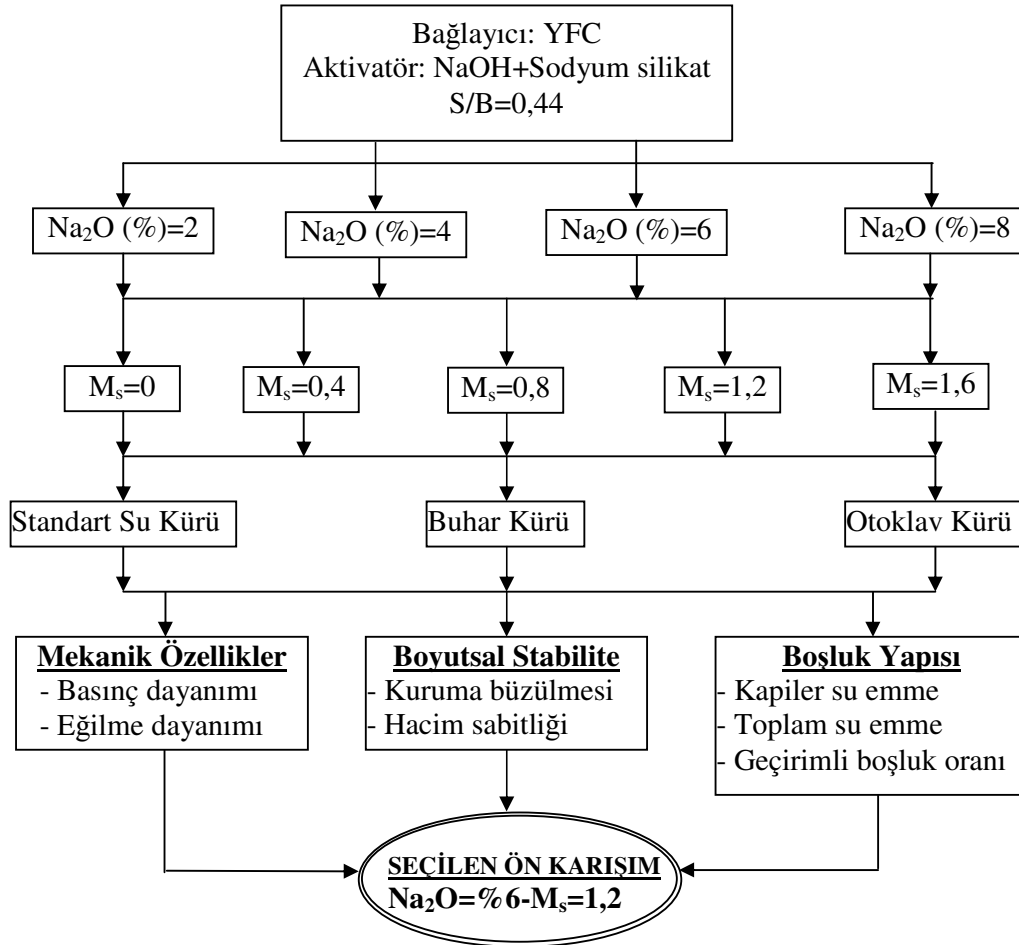 Bağlayıcı: YFC
Aktivatör: NaOH+Sodyum silikat
S/B=0,44
Na₂O (%)=2
Na₂O (%)=4
Na₂O (%)=6
Na₂O (%)=8
Mₛ=0
Mₛ=0,4
Mₛ=0,8
Mₛ=1,2
Mₛ=1,6
Standart Su Kürü
Buhar Kürü
Otoklav Kürü
Mekanik Özellikler
- Basınç dayanımı
- Eğilme dayanımı
Boyutsal Stabilite
- Kuruma büzülmesi
- Hacim sabitliği
Boşluk Yapısı
- Kapiler su emme
- Toplam su emme
- Geçirimli boşluk oranı
SEÇİLEN ÖN KARIŞIM
Na₂O=%6-Mₛ=1,2